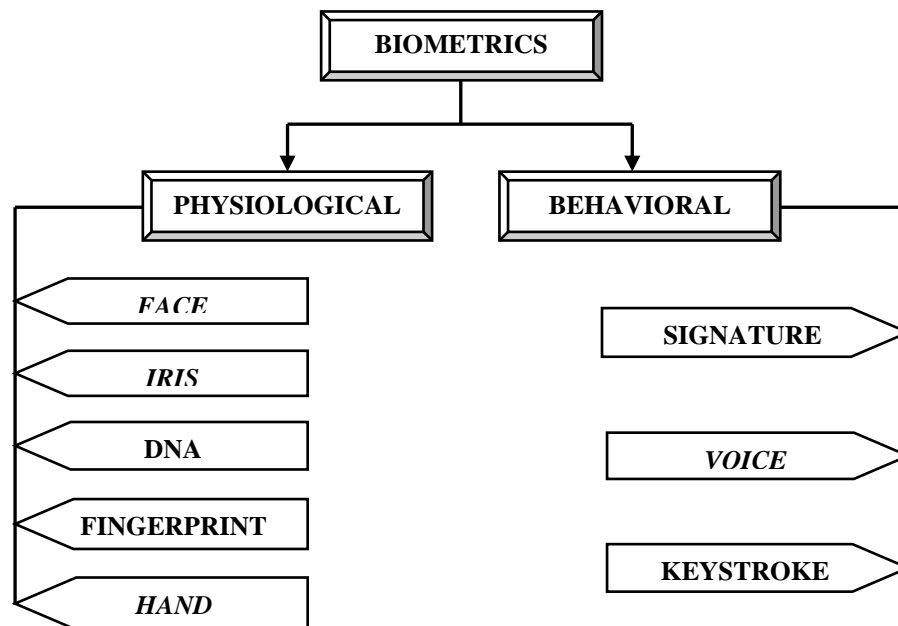 BIOMETRICS
PHYSIOLOGICAL
BEHAVIORAL
FACE
IRIS
DNA
FINGERPRINT
HAND
SIGNATURE
VOICE
KEYSTROKE